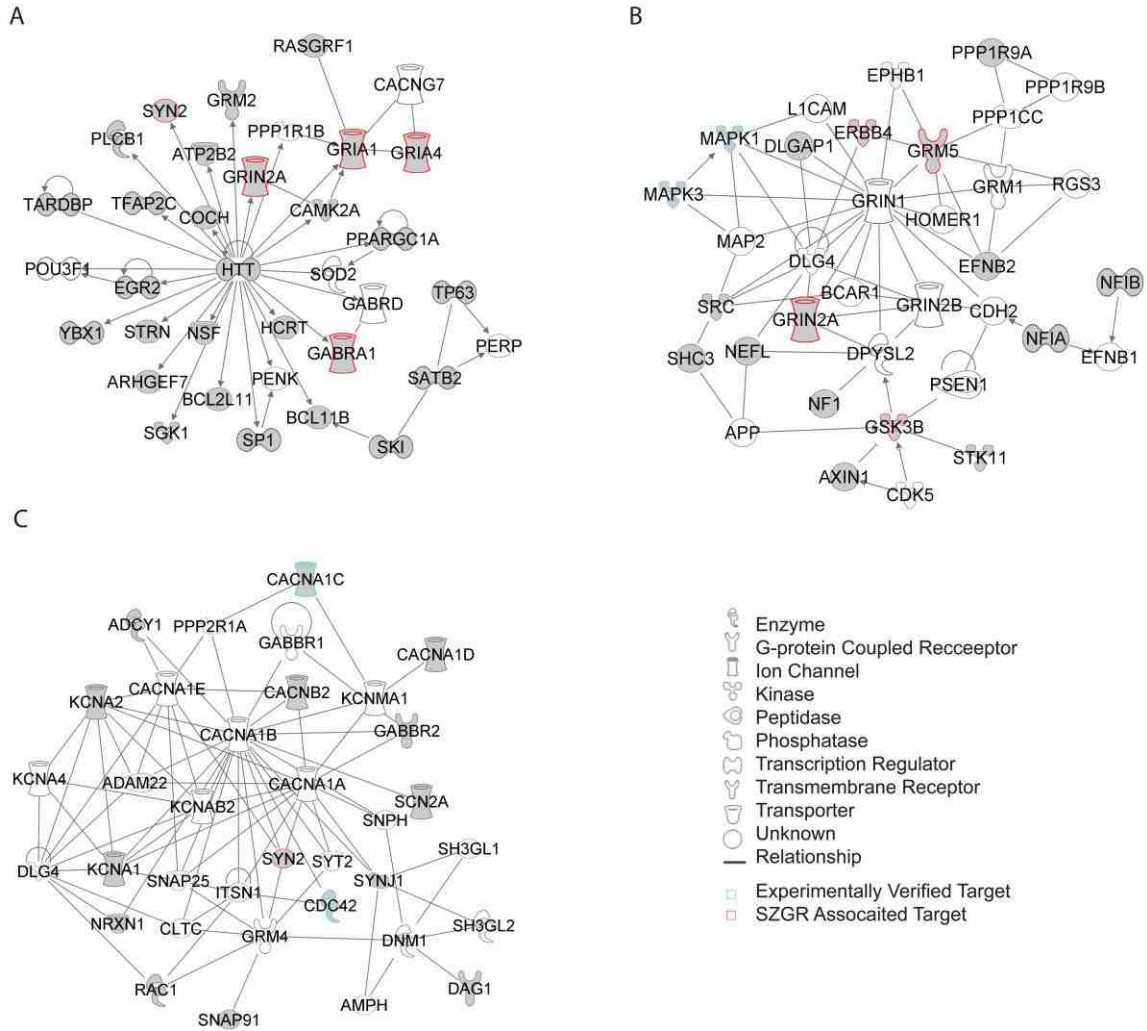 A
RASGRF1
CACNG7
GRM2
SYN2
PPP1R1B
PLCB1
GRIA1
GRIA4
ATP2B2
GRIN2A
TARDBP
TFAP2C
CAMK2A
COCH
PPARGC1A
POU3F1
HTT
SOD2
EGR2
GABRD
TP63
YBX1
STRN
NSF
HCRT
GABRA1
PERP
ARHGEF7
PENK
SATB2
BCL2L11
BCL11B
SGK1
SP1
SKI
B
PPP1R9A
EPHB1
PPP1R9B
L1CAM
ERBB4
PPP1CC
MAPK1
DLGAP1
GRM5
MAPK3
GRM1
RGS3
GRIN1
HOMER1
MAP2
DLG4
EFNB2
BCAR1
GRIN2B
NFIB
SRC
GRIN2A
CDH2
SHC3
NEFL
DPYSL2
NFIA
EFNB1
PSEN1
NF1
APP
GSK3B
STK11
AXIN1
CDK5
C
CACNA1C
ADCY1
PPP2R1A
GABBR1
CACNA1D
CACNA1E
KCNA2
CACNB2
KCNMA1
CACNA1B
GABBR2
KCNA4
ADAM22
CACNA1A
KCNAB2
SCN2A
SNPH
DLG4
KCNA1
SYN2
SYT2
SH3GL1
SNAP25
ITSN1
SYNJ1
CDC42
NRXN1
CLTC
GRM4
DNM1
SH3GL2
RAC1
AMPH
DAG1
SNAP91
Enzyme
G-protein Coupled Recceeptor
Ion Channel
Kinase
Peptidase
Phosphatase
Transcription Regulator
Transmembrane Receptor
Transporter
Unknown
Relationship
Experimentally Verified Target
SZGR Assocaited Target